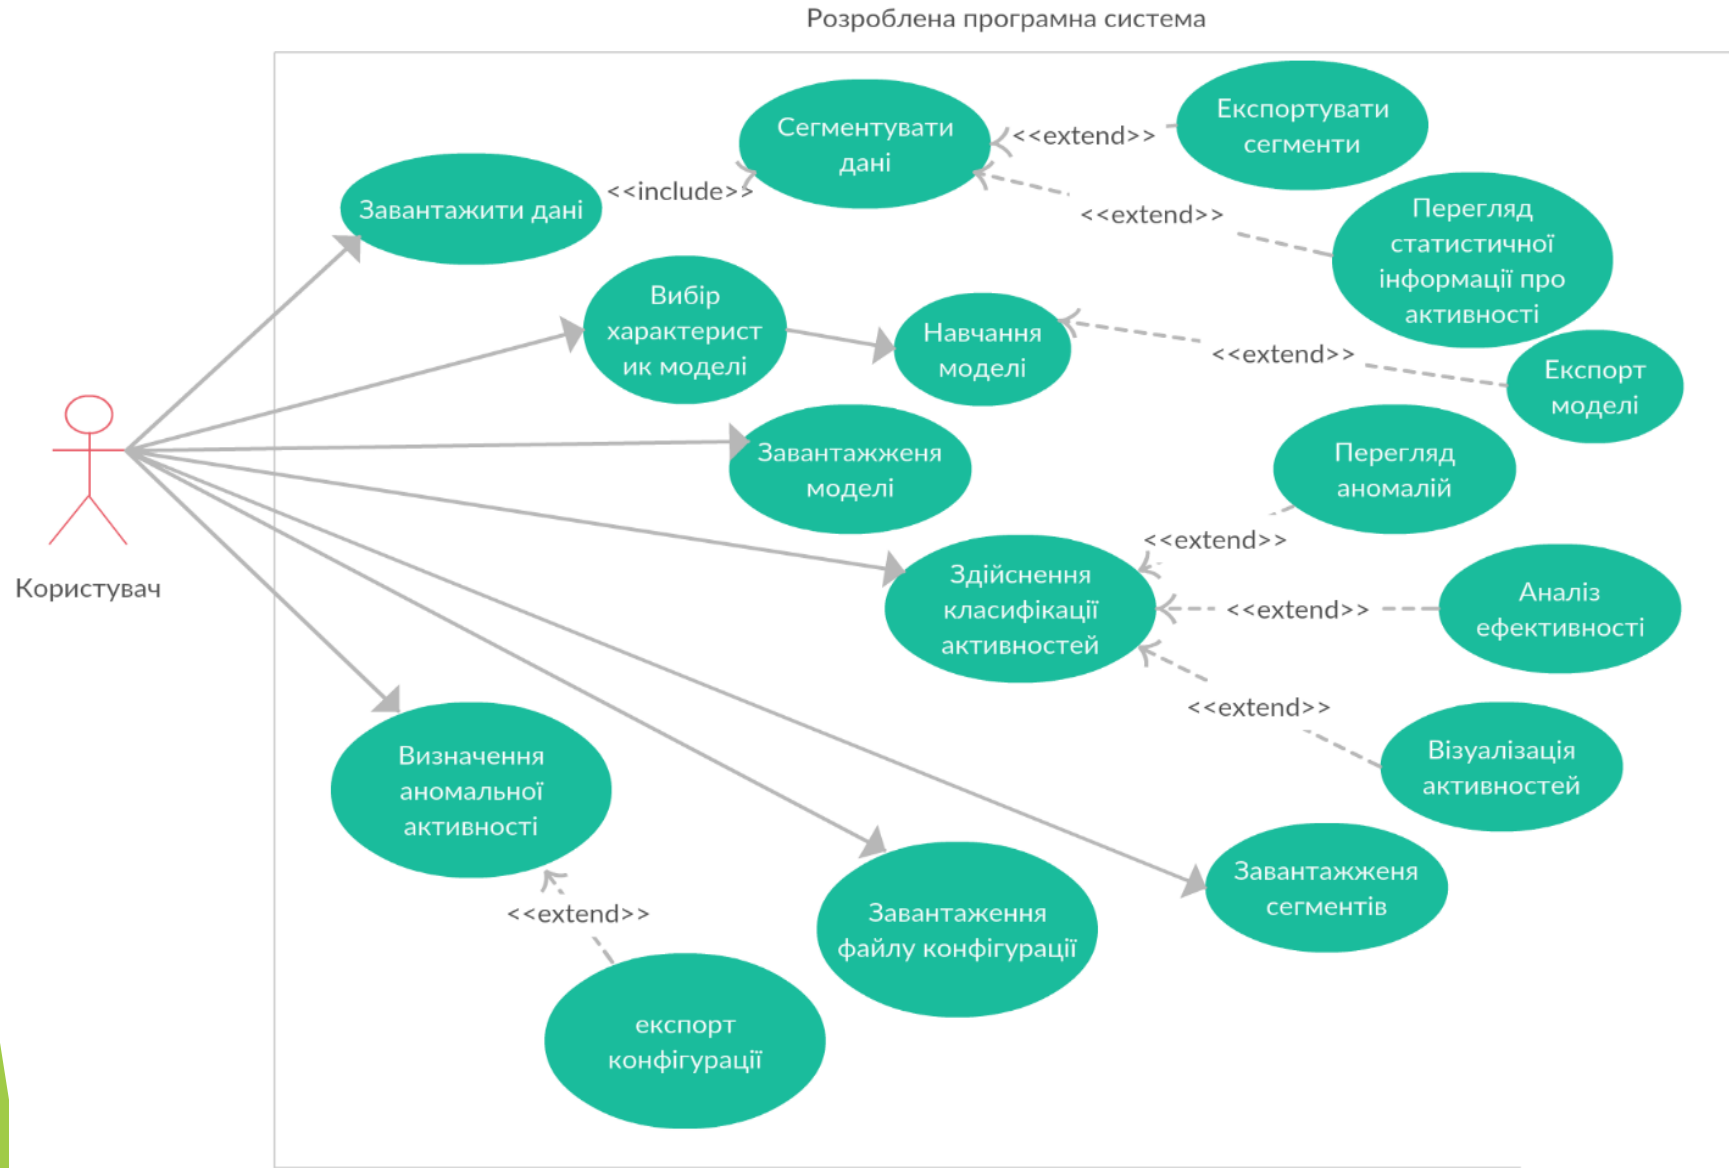 Розроблена програмна система
Експортувати
сегменти
Сегментувати
дані
<<extend>>
<<include>>
Завантажити дані
<<extend>>
Перегляд
статистичної
інформації про
активності
Вибір
характерист
ик моделі
Навчання
моделі
<<extend>>
Експорт
моделі
Завантажженя
моделі
Перегляд
аномалій
<<extend>>
Користувач
Здійснення
класифікації
активностей
<<extend>>
Аналіз
ефективності
<<extend>>
Візуалізація
активностей
Визначення
аномальної
активності
Завантажженя
сегментів
<<extend>>
Завантаження
файлу конфігурації
експорт
конфігурації